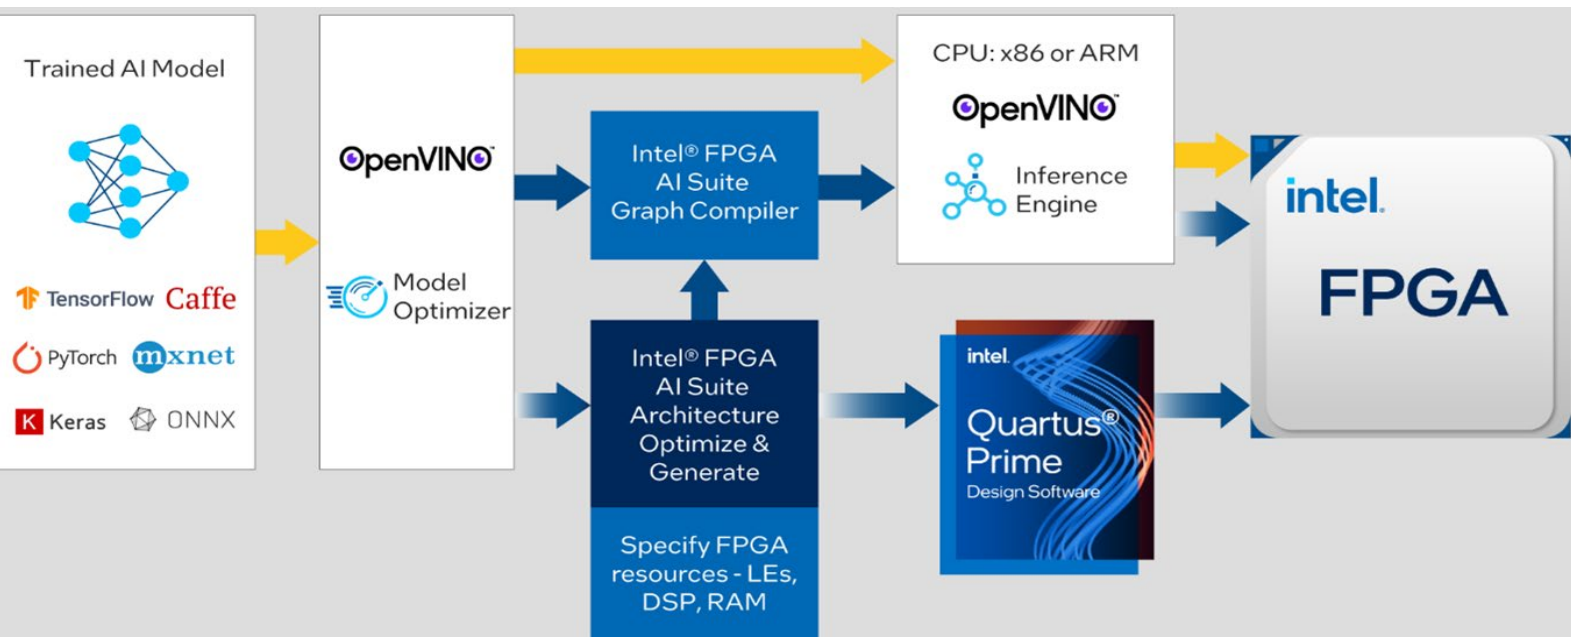 Trained AI Model
TensorFlow Caffe
PyTorch mxnet
K Keras ONNX
OpenVINO™
Model
Optimizer
Intel® FPGA
AI Suite
Graph Compiler
Intel® FPGA
AI Suite
Architecture
Optimize &
Generate
Specify FPGA
resources - LEs,
DSP, RAM
CPU: x86 or ARM
OpenVINO™
Inference
Engine
intel.
Quartus®
Prime
Design Software
intel.
FPGA